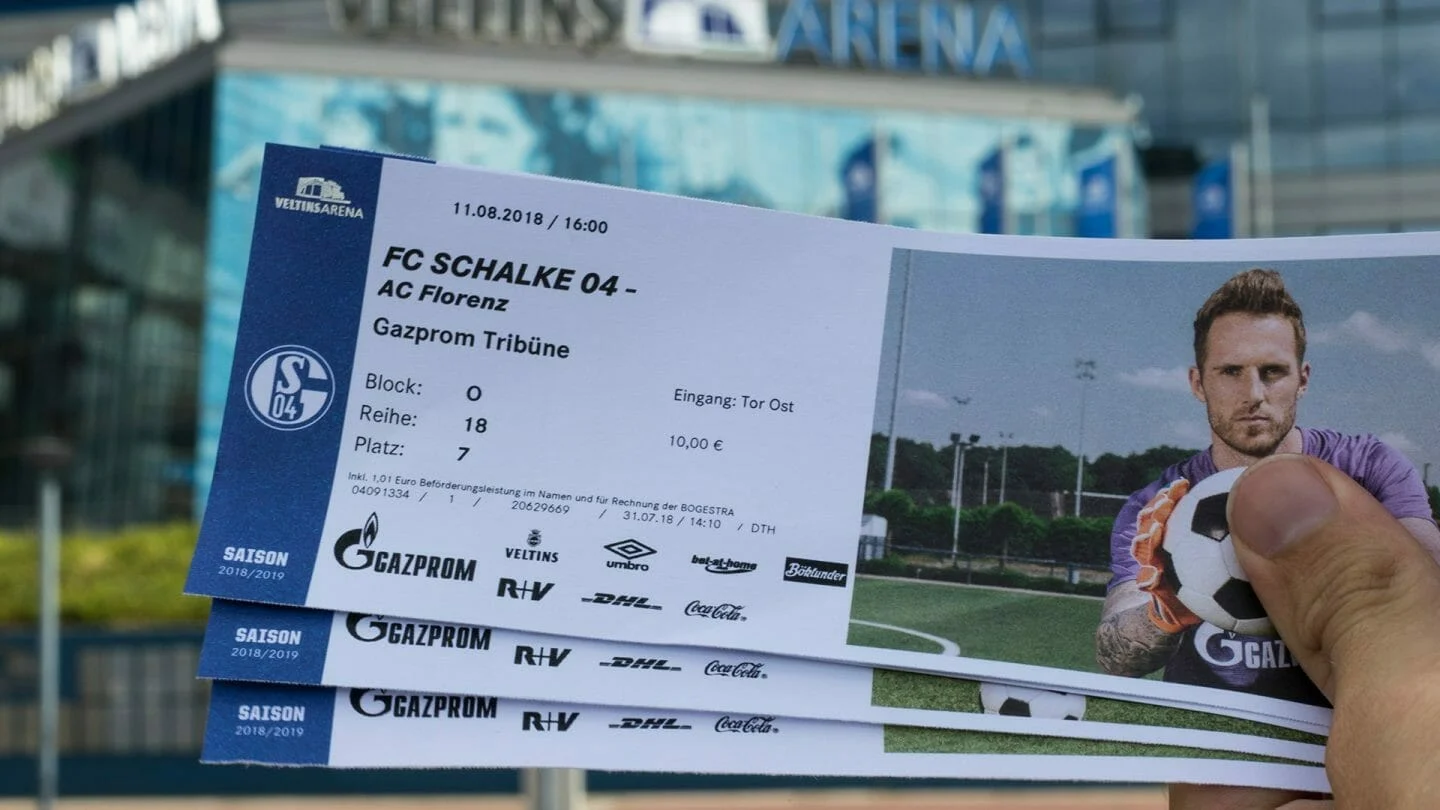 VELTINS
ARENA
VELTINSARENA
11.08.2018 / 16:00
FC SCHALKE 04 -
AC Florenz
Gazprom Tribüne
Block: O
Reihe: 18
Platz: 7
Eingang: Tor Ost
10,00 €
Inkl. 1,01 Euro Beförderungsleistung im Namen und für Rechnung der BOGESTRA
04091334 / 1 / 20629669 / 31.07.18 / 14:10 / DTH
S
04
SAISON
2018/2019
GAZPROM
VELTINS
umbro
bet-at-home
Böklunder
R+V
DHL
Coca-Cola
GAZ
SAISON
2018/2019
GAZPROM
R+V
DHL
Coca-Cola
SAISON
2018/2019
GAZPROM
R+V
DHL
Coca-Cola